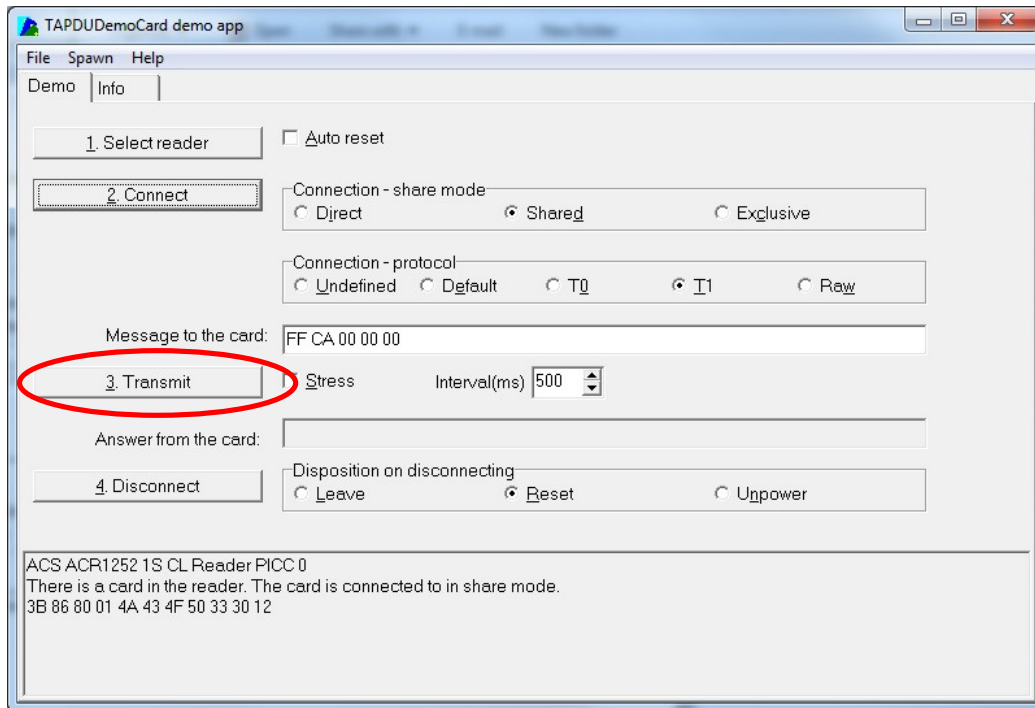 TAPDUDemoCard demo app
File Spawn Help
Demo Info
1. Select reader Auto reset
2. Connect
Connection - share mode
Direct Shared Exclusive
Connection - protocol
Undefined Default T0 T1 Raw
Message to the card: FF CA 00 00 00
3. Transmit Stress Interval(ms) 500
Answer from the card:
4. Disconnect
Disposition on disconnecting
Leave Reset Unpower
ACS ACR1252 1S CL Reader PICC 0
There is a card in the reader. The card is connected to in share mode.
3B 86 80 01 4A 43 4F 50 33 30 12